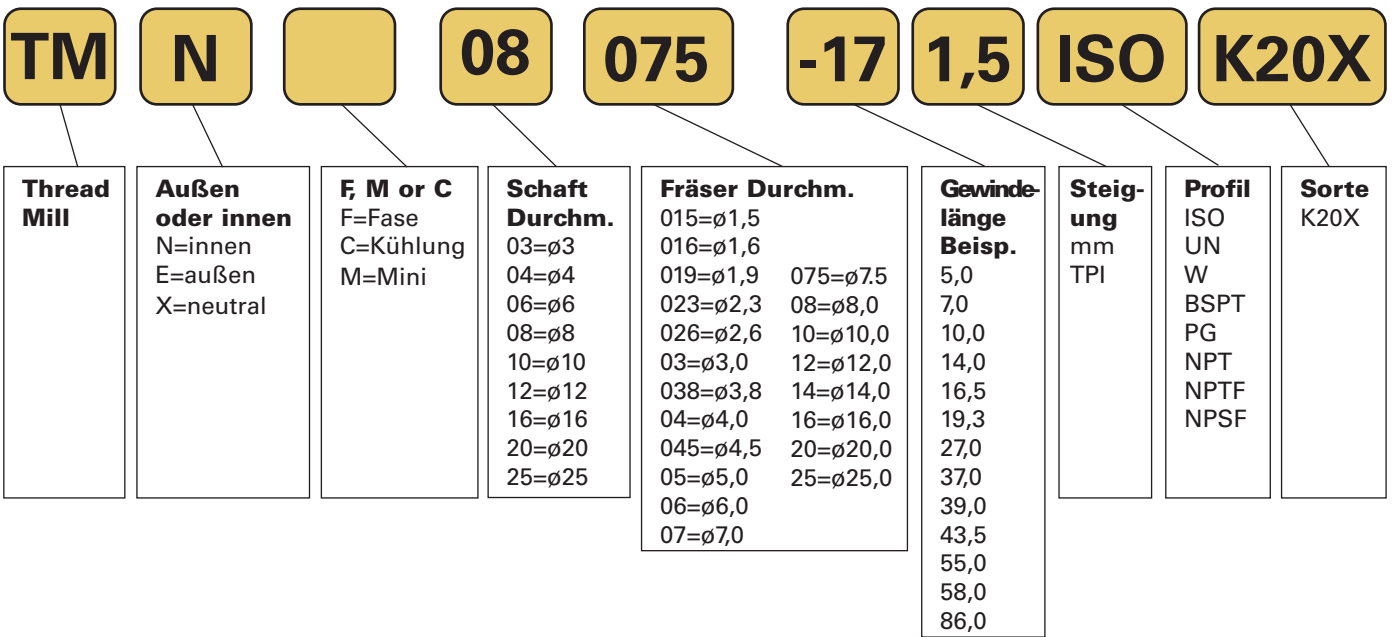 TM N 08 075 -17 1,5 ISO K20X
Thread
Mill
Außen
oder innen
N=innen
E=außen
X=neutral
F, M or C
F=Fase
C=Kühlung
M=Mini
Schaft
Durchm.
03=ø3
04=ø4
06=ø6
08=ø8
10=ø10
12=ø12
16=ø16
20=ø20
25=ø25
Fräser Durchm.
015=ø1,5
016=ø1,6
019=ø1,9 075=ø7.5
023=ø2,3 08=ø8,0
026=ø2,6 10=ø10,0
03=ø3,0 12=ø12,0
038=ø3,8 14=ø14,0
04=ø4,0 16=ø16,0
045=ø4,5 20=ø20,0
05=ø5,0 25=ø25,0
06=ø6,0
07=ø7,0
Gewinde-
länge
Beisp.
5,0
7,0
10,0
14,0
16,5
19,3
27,0
37,0
39,0
43,5
55,0
58,0
86,0
Steig-
ung
mm
TPI
Profil
ISO
UN
W
BSPT
PG
NPT
NPTF
NPSF
Sorte
K20X